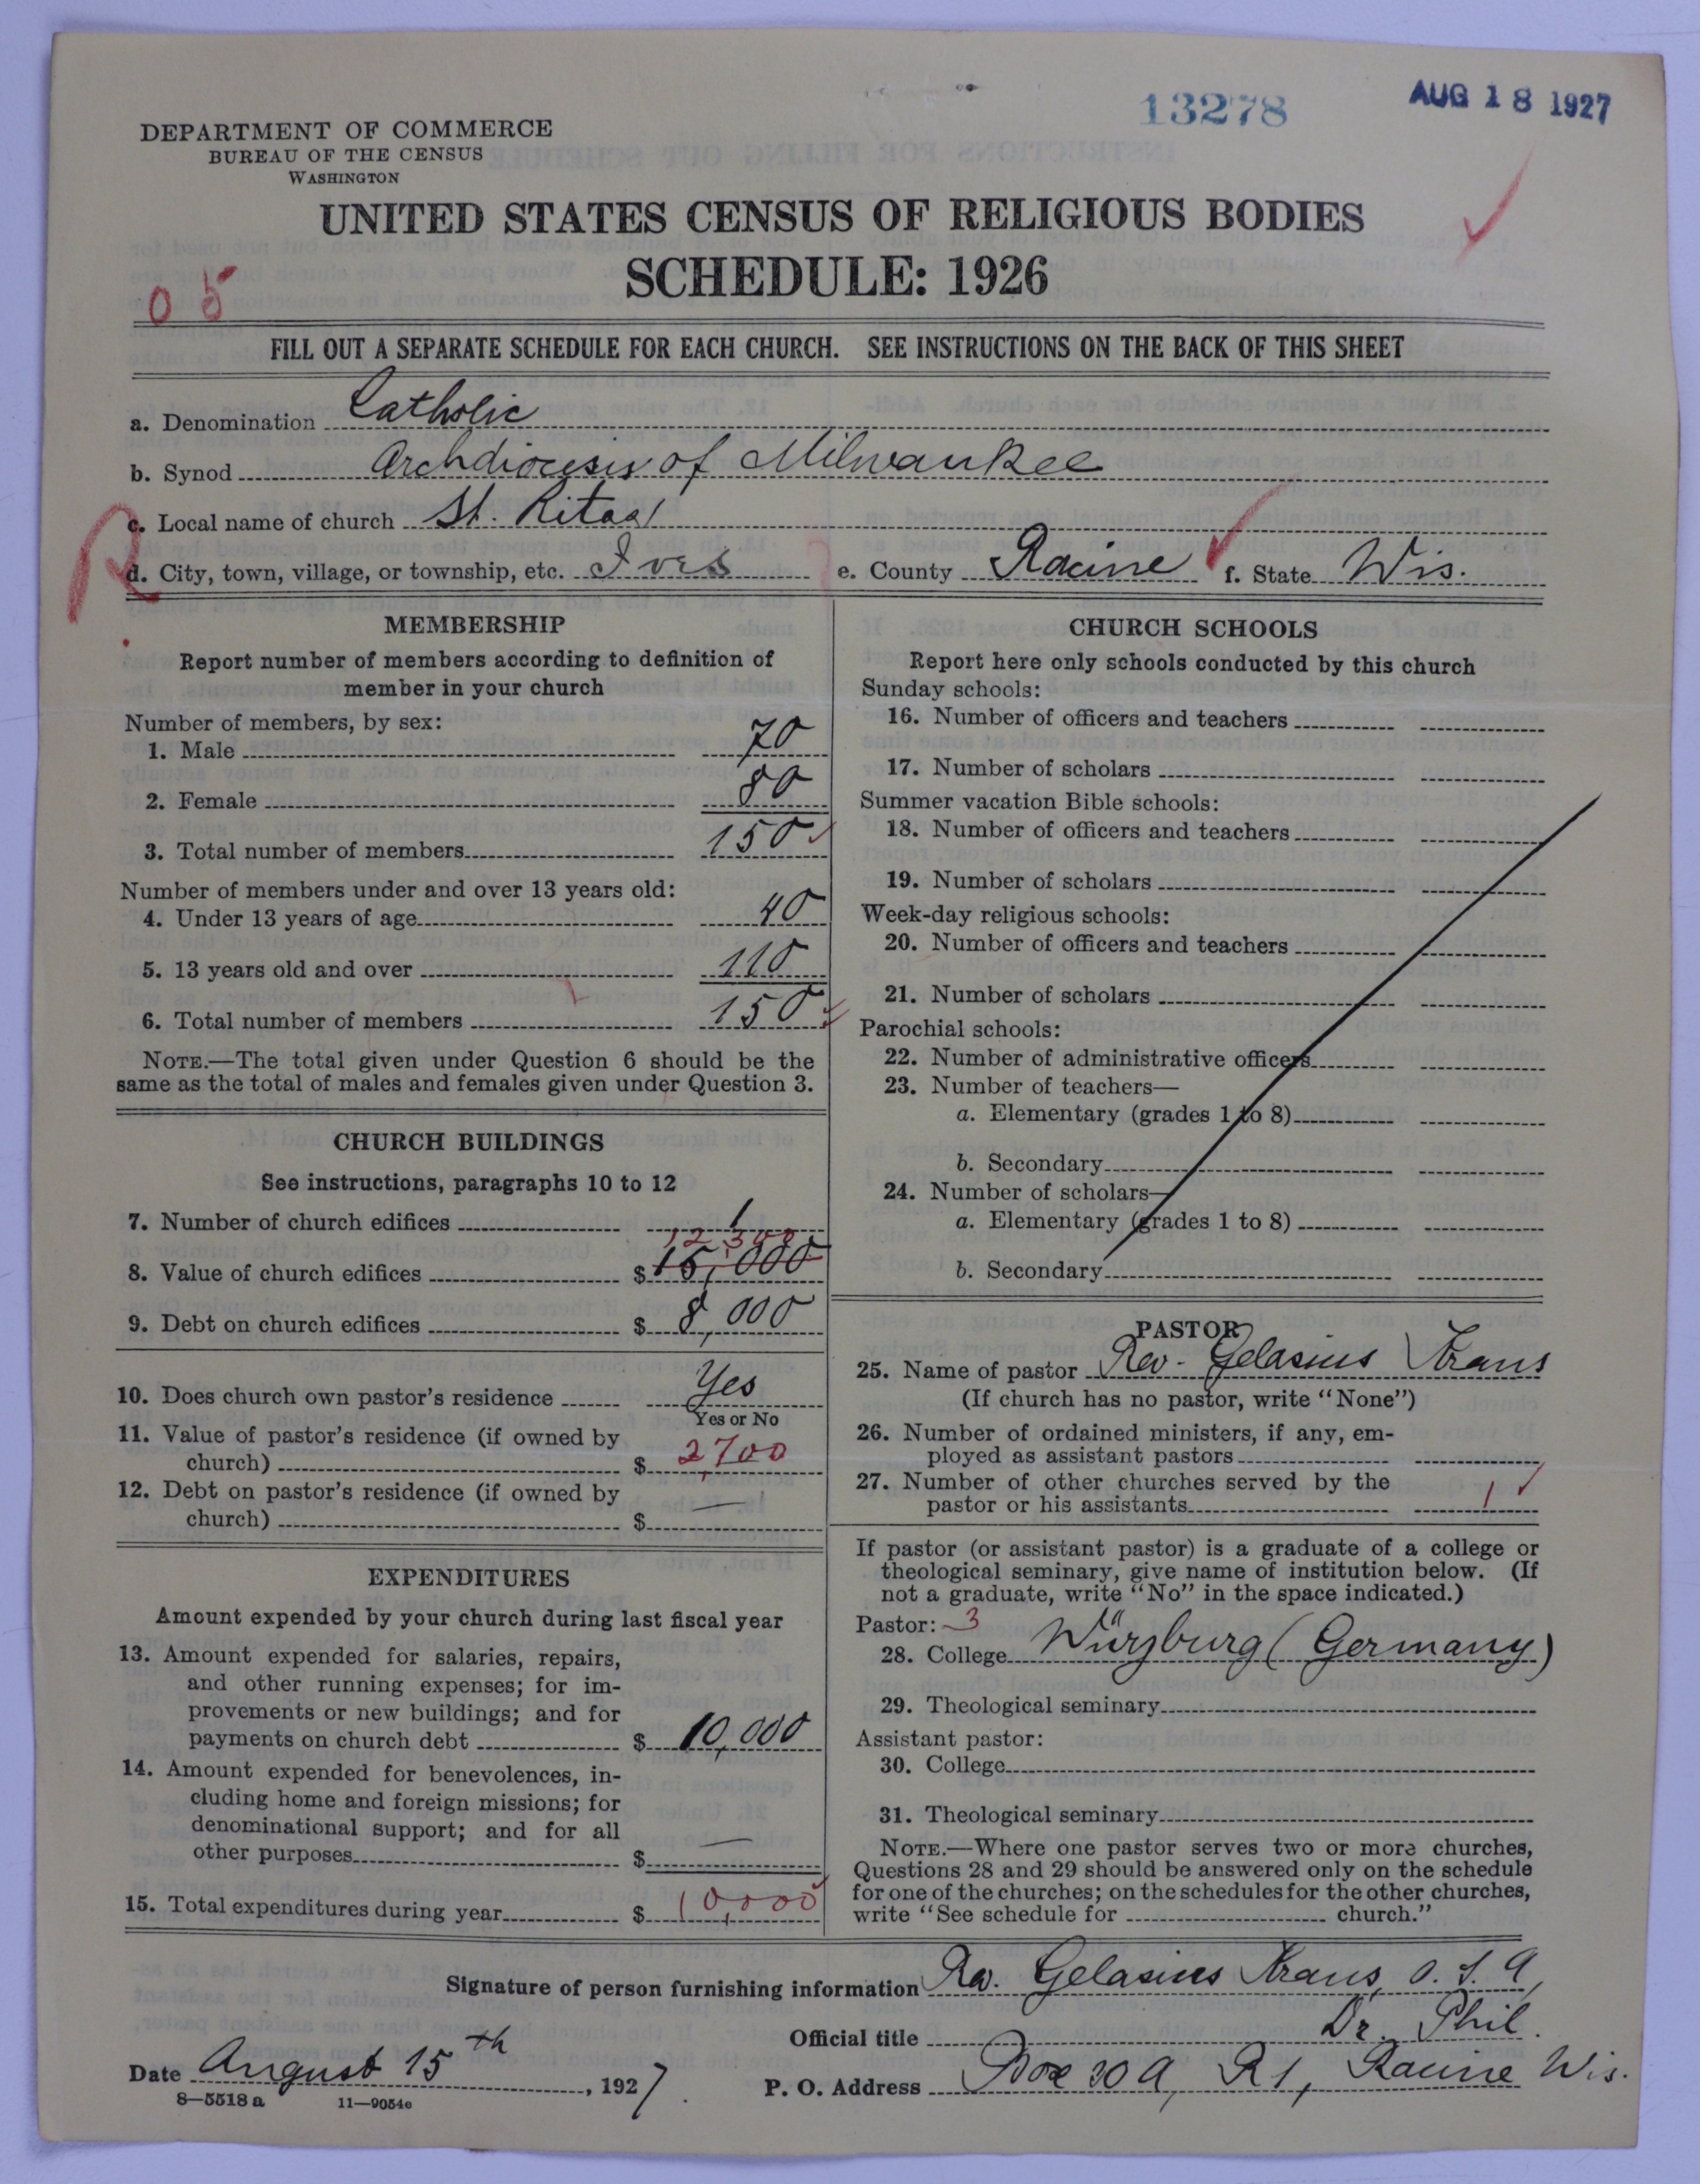 13278
AUG 18 1927
DEPARTMENT OF COMMERCE
BUREAU OF THE CENSUS
WASHINGTON
UNITED STATES CENSUS OF RELIGIOUS BODIES
SCHEDULE: 1926
0 5
FILL OUT A SEPARATE SCHEDULE FOR EACH CHURCH. SEE INSTRUCTIONS ON THE BACK OF THIS SHEET
a. Denomination Catholic
b. Synod Archdiocesis of Milwaukee
R
c. Local name of church St. Ritas
d. City, town, village, or township, etc. Ives e. County Racine f. State Wis.
MEMBERSHIP
Report number of members according to definition of
member in your church
Number of members, by sex:
1. Male 70
2. Female 80
3. Total number of members 150
Number of members under and over 13 years old:
4. Under 13 years of age 40
5. 13 years old and over 110
6. Total number of members 150
NOTE.—The total given under Question 6 should be the
same as the total of males and females given under Question 3.
CHURCH BUILDINGS
See instructions, paragraphs 10 to 12
7. Number of church edifices 1
12,300
8. Value of church edifices $ 15,000
9. Debt on church edifices $ 8,000
10. Does church own pastor's residence Yes
Yes or No
11. Value of pastor's residence (if owned by
church) $ 2,700
12. Debt on pastor's residence (if owned by
church) $ —
EXPENDITURES
Amount expended by your church during last fiscal year
13. Amount expended for salaries, repairs,
and other running expenses; for im-
provements or new buildings; and for
payments on church debt $ 10,000
14. Amount expended for benevolences, in-
cluding home and foreign missions; for
denominational support; and for all
other purposes $ —
15. Total expenditures during year $ 10,000
CHURCH SCHOOLS
Report here only schools conducted by this church
Sunday schools:
16. Number of officers and teachers
17. Number of scholars
Summer vacation Bible schools:
18. Number of officers and teachers
19. Number of scholars
Week-day religious schools:
20. Number of officers and teachers
21. Number of scholars
Parochial schools:
22. Number of administrative officers
23. Number of teachers—
a. Elementary (grades 1 to 8)
b. Secondary
24. Number of scholars—
a. Elementary (grades 1 to 8)
b. Secondary
PASTOR
25. Name of pastor Rev. Gelasius Kraus
(If church has no pastor, write "None")
26. Number of ordained ministers, if any, em-
ployed as assistant pastors
27. Number of other churches served by the
pastor or his assistants 1
If pastor (or assistant pastor) is a graduate of a college or
theological seminary, give name of institution below. (If
not a graduate, write "No" in the space indicated.)
Pastor: 3
28. College Würzburg (Germany)
29. Theological seminary
Assistant pastor:
30. College
31. Theological seminary
NOTE.—Where one pastor serves two or more churches,
Questions 28 and 29 should be answered only on the schedule
for one of the churches; on the schedules for the other churches,
write "See schedule for church."
Signature of person furnishing information Rev. Gelasius Kraus, O. S. A,
Official title Dr. Phil.
Date August 15th, 1927.
P. O. Address Box 20 A, R 1, Racine Wis.
8—5518 a 11—9054e